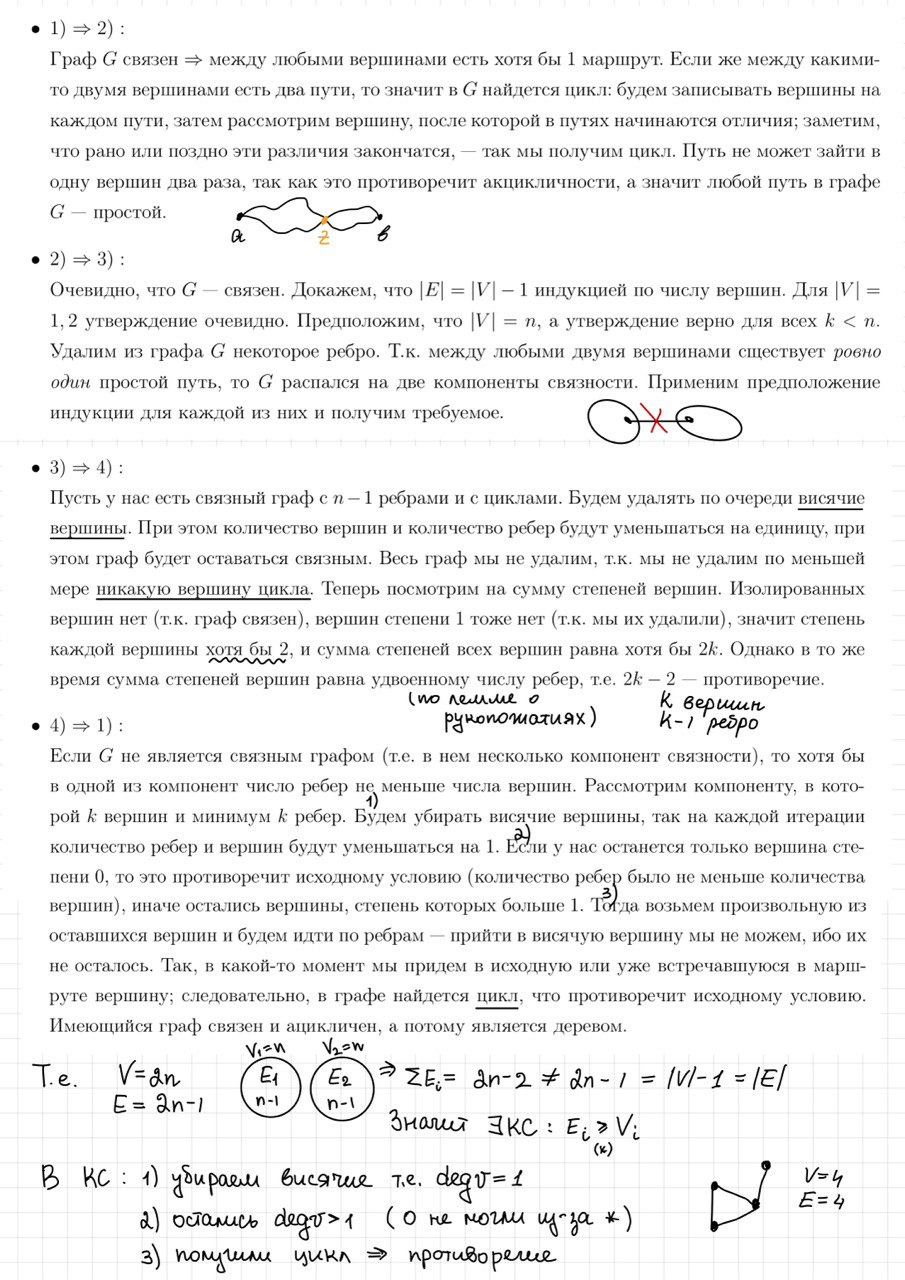 • 1) ⇒ 2) :
Граф G связен ⇒ между любыми вершинами есть хотя бы 1 маршрут. Если же между какими-
то двумя вершинами есть два пути, то значит в G найдется цикл: будем записывать вершины на
каждом пути, затем рассмотрим вершину, после которой в путях начинаются отличия; заметим,
что рано или поздно эти различия закончатся, — так мы получим цикл. Путь не может зайти в
одну вершин два раза, так как это противоречит акцикличности, а значит любой путь в графе
G — простой.
a z b
• 2) ⇒ 3) :
Очевидно, что G — связен. Докажем, что |E| = |V| − 1 индукцией по числу вершин. Для |V| =
1, 2 утверждение очевидно. Предположим, что |V| = n, а утверждение верно для всех k < n.
Удалим из графа G некоторое ребро. Т.к. между любыми двумя вершинами сществует ровно
один простой путь, то G распался на две компоненты связности. Применим предположение
индукции для каждой из них и получим требуемое.
• 3) ⇒ 4) :
Пусть у нас есть связный граф с n − 1 ребрами и с циклами. Будем удалять по очереди висячие
вершины. При этом количество вершин и количество ребер будут уменьшаться на единицу, при
этом граф будет оставаться связным. Весь граф мы не удалим, т.к. мы не удалим по меньшей
мере никакую вершину цикла. Теперь посмотрим на сумму степеней вершин. Изолированных
вершин нет (т.к. граф связен), вершин степени 1 тоже нет (т.к. мы их удалили), значит степень
каждой вершины хотя бы 2, и сумма степеней всех вершин равна хотя бы 2k. Однако в то же
время сумма степеней вершин равна удвоенному числу ребер, т.е. 2k − 2 — противоречие.
(по лемме о рукопожатиях)
k вершин
k-1 ребро
• 4) ⇒ 1) :
Если G не является связным графом (т.е. в нем несколько компонент связности), то хотя бы
в одной из компонент число ребер не меньше числа вершин. Рассмотрим компоненту, в кото-
1)
рой k вершин и минимум k ребер. Будем убирать висячие вершины, так на каждой итерации
2)
количество ребер и вершин будут уменьшаться на 1. Если у нас останется только вершина сте-
пени 0, то это противоречит исходному условию (количество ребер было не меньше количества
3)
вершин), иначе остались вершины, степень которых больше 1. Тогда возьмем произвольную из
оставшихся вершин и будем идти по ребрам — прийти в висячую вершину мы не можем, ибо их
не осталось. Так, в какой-то момент мы придем в исходную или уже встречавшуюся в марш-
руте вершину; следовательно, в графе найдется цикл, что противоречит исходному условию.
Имеющийся граф связен и ацикличен, а потому является деревом.
V₁=n V₂=n
Т.е. V=2n E₁ E₂ ⇒ ΣEᵢ= 2n-2 ≠ 2n-1 = |V|-1 = |E|
E = 2n-1 n-1 n-1
Значит ∃КС : Eᵢ ⩾ Vᵢ
(*)
В КС : 1) убираем висячие т.е. deg v = 1
2) остались deg v > 1 (0 не могли из-за *)
3) получили цикл ⇒ противоречие
V=4
E=4